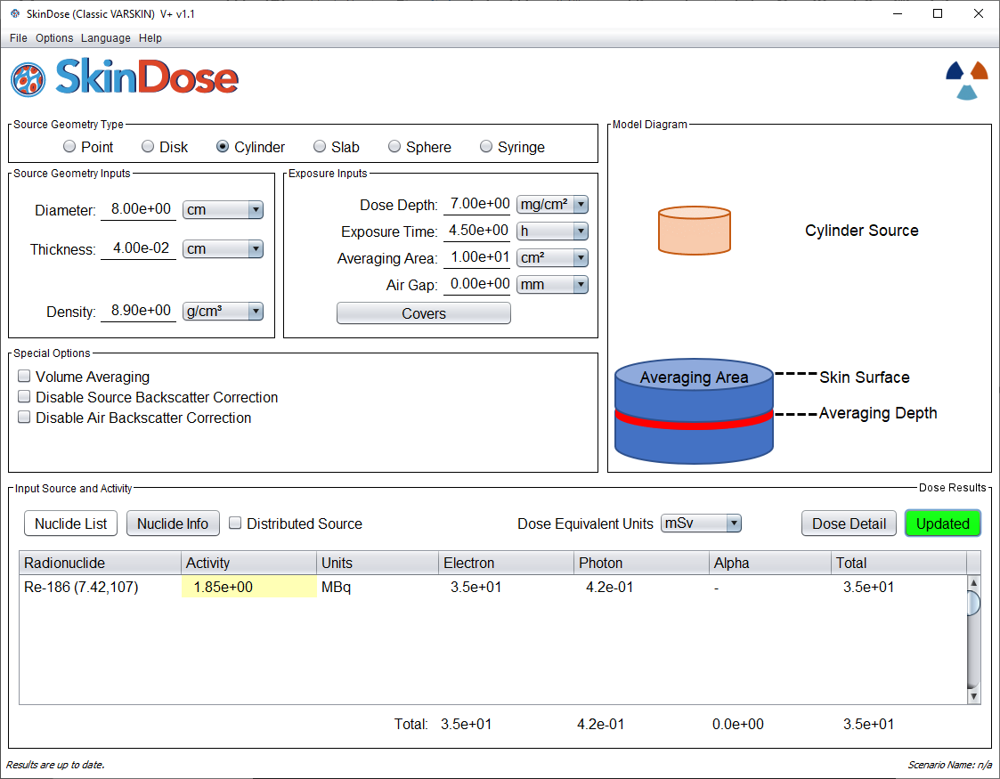 SkinDose (Classic VARSKIN) V+ v1.1
File Options Language Help
SkinDose
Source Geometry Type
Point Disk Cylinder Slab Sphere Syringe
Source Geometry Inputs
Diameter: 8.00e+00 cm
Thickness: 4.00e-02 cm
Density: 8.90e+00 g/cm³
Exposure Inputs
Dose Depth: 7.00e+00 mg/cm²
Exposure Time: 4.50e+00 h
Averaging Area: 1.00e+01 cm²
Air Gap: 0.00e+00 mm
Covers
Special Options
Volume Averaging
Disable Source Backscatter Correction
Disable Air Backscatter Correction
Model Diagram
Cylinder Source
Averaging Area
Skin Surface
Averaging Depth
Input Source and Activity
Dose Results
Nuclide List Nuclide Info Distributed Source Dose Equivalent Units mSv Dose Detail Updated
Radionuclide Activity Units Electron Photon Alpha Total
Re-186 (7.42,107) 1.85e+00 MBq 3.5e+01 4.2e-01 - 3.5e+01
Total: 3.5e+01 4.2e-01 0.0e+00 3.5e+01
Results are up to date.
Scenario Name: n/a